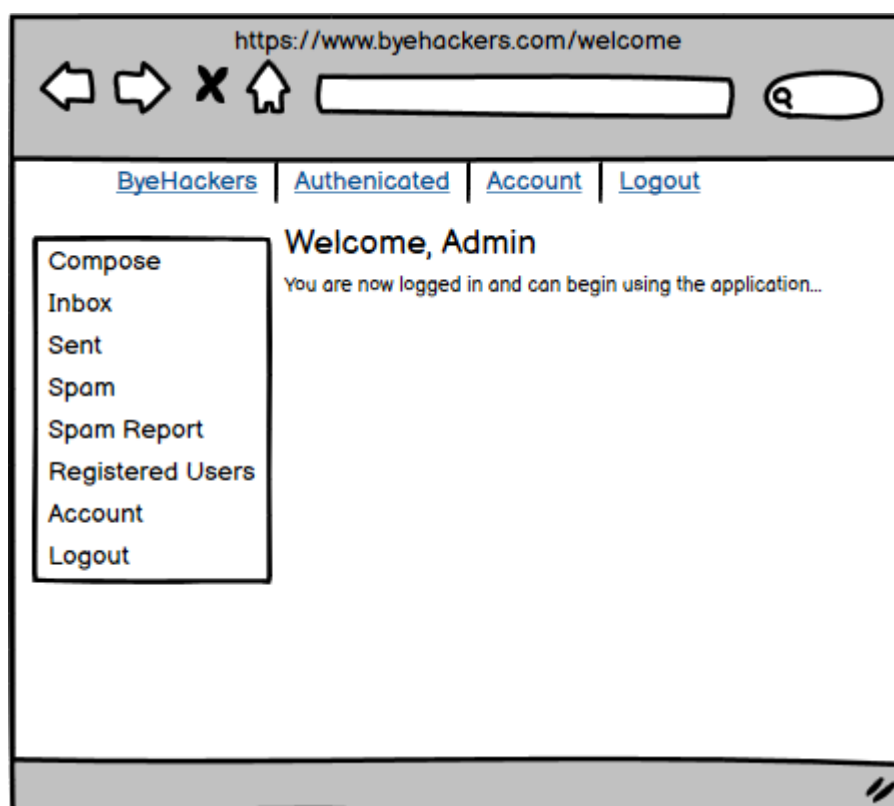 https://www.byehackers.com/welcome
ByeHackers Authenicated Account Logout
Welcome, Admin
You are now logged in and can begin using the application...
Compose
Inbox
Sent
Spam
Spam Report
Registered Users
Account
Logout